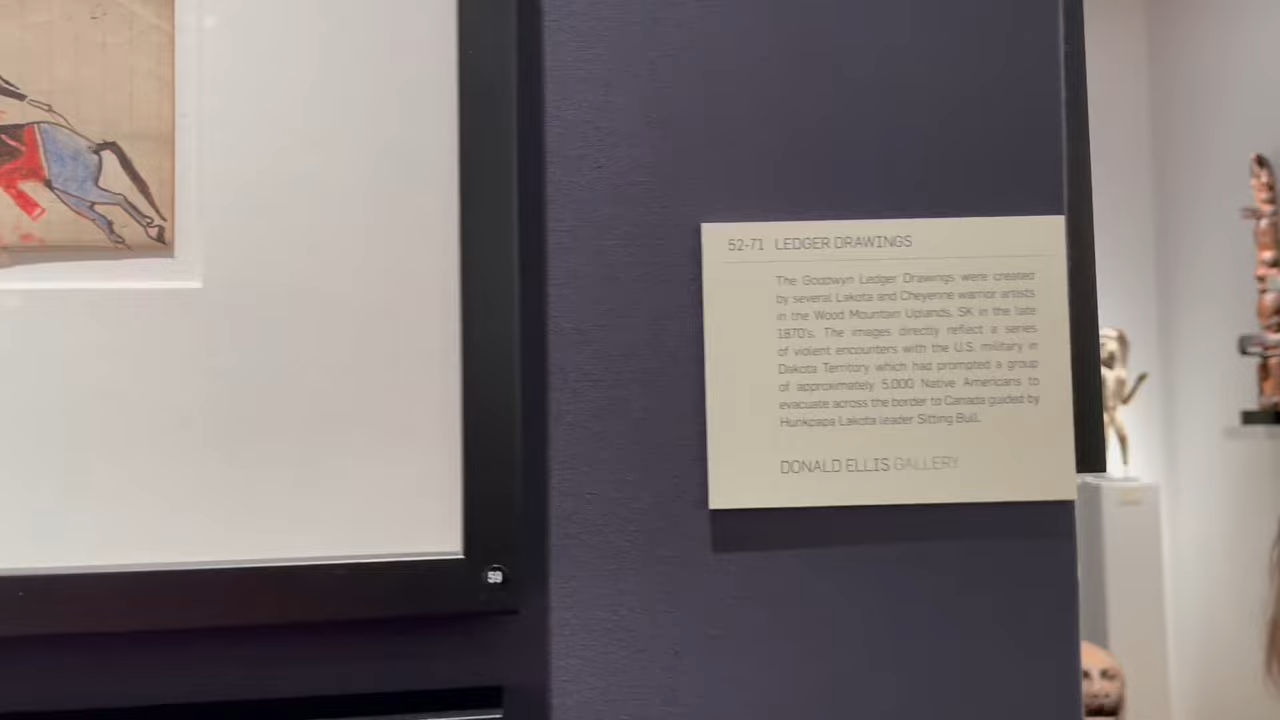 52-71 LEDGER DRAWINGS
The Goodwyn Ledger Drawings were created
by several Lakota and Cheyenne warrior artists
in the Wood Mountain Uplands, SK in the late
1870's. The images directly reflect a series
of violent encounters with the U.S. military in
Dakota Territory which had prompted a group
of approximately 5,000 Native Americans to
evacuate across the border to Canada guided by
Hunkpapa Lakota leader Sitting Bull.
DONALD ELLIS GALLERY
59